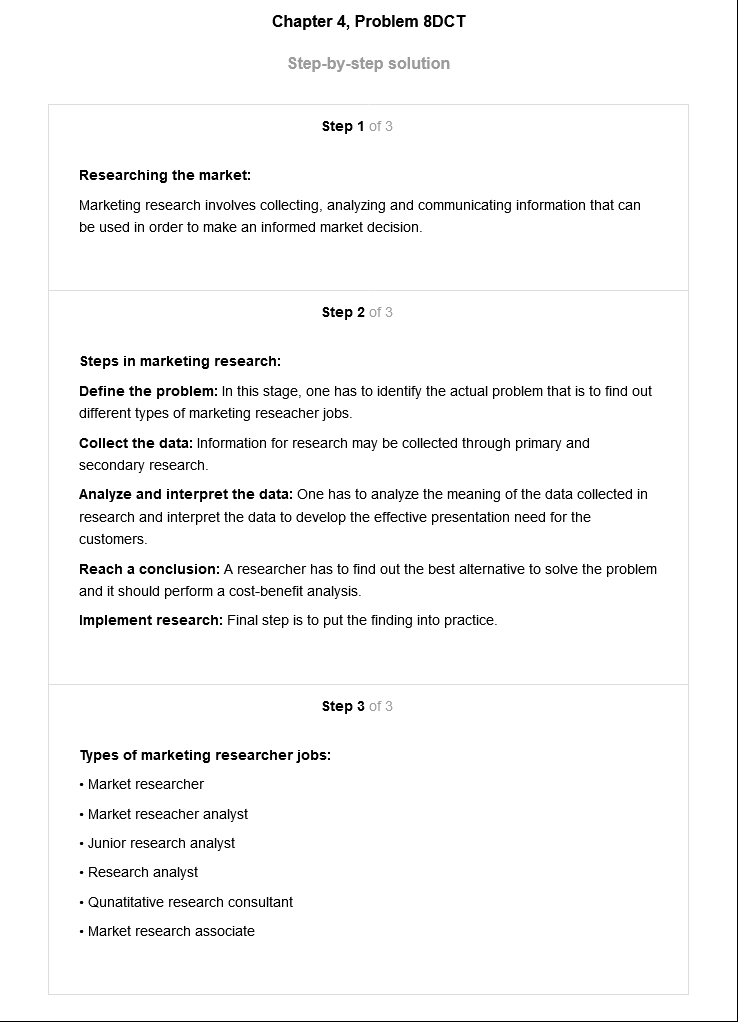 Chapter 4, Problem 8DCT
Step-by-step solution
Step 1 of 3
Researching the market:
Marketing research involves collecting, analyzing and communicating information that can
be used in order to make an informed market decision.
Step 2 of 3
Steps in marketing research:
Define the problem: In this stage, one has to identify the actual problem that is to find out
different types of marketing reseacher jobs.
Collect the data: Information for research may be collected through primary and
secondary research.
Analyze and interpret the data: One has to analyze the meaning of the data collected in
research and interpret the data to develop the effective presentation need for the
customers.
Reach a conclusion: A researcher has to find out the best alternative to solve the problem
and it should perform a cost-benefit analysis.
Implement research: Final step is to put the finding into practice.
Step 3 of 3
Types of marketing researcher jobs:
• Market researcher
• Market reseacher analyst
• Junior research analyst
• Research analyst
• Qunatitative research consultant
• Market research associate